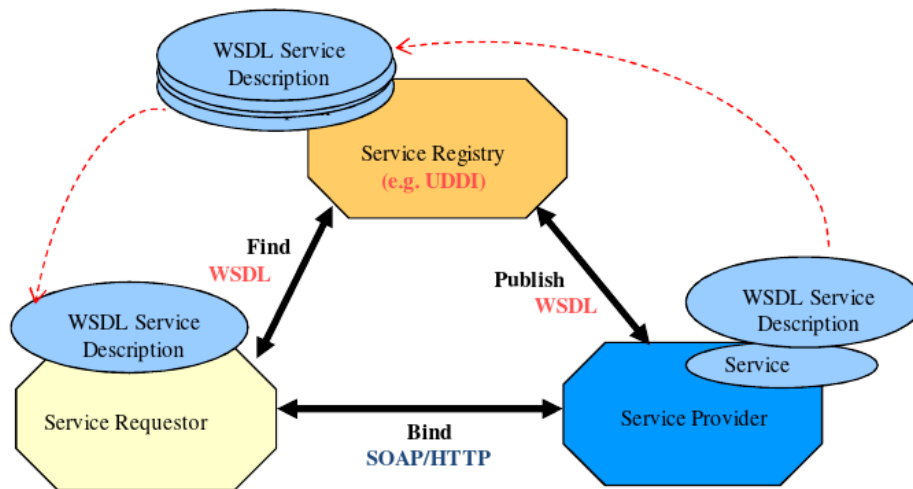 WSDL Service
Description
Service Registry
(e.g. UDDI)
Find
WSDL
Publish
WSDL
WSDL Service
Description
WSDL Service
Description
Service
Service Requestor
Service Provider
Bind
SOAP/HTTP